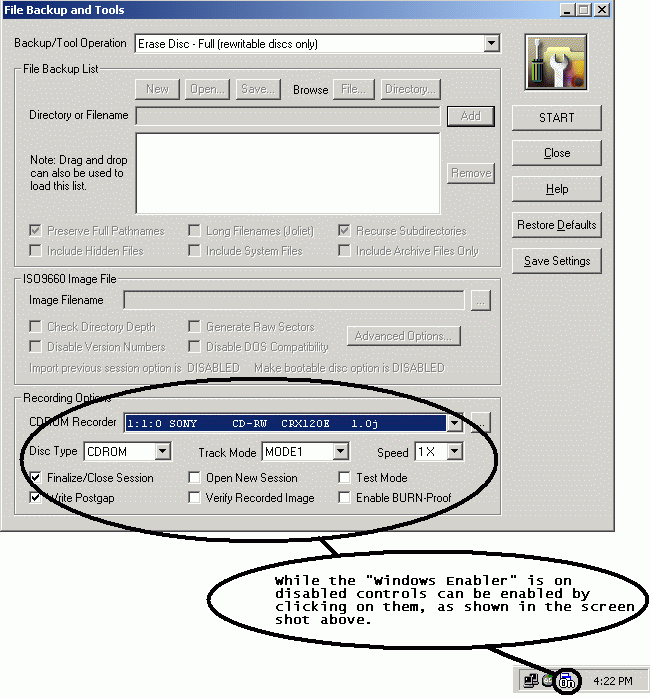 File Backup and Tools
Backup/Tool Operation Erase Disc - Full (rewritable discs only)
File Backup List
New Open... Save... Browse File... Directory...
Directory or Filename Add
Note: Drag and drop
can also be used to
load this list.
Remove
Preserve Full Pathnames Long Filenames (Joliet) Recurse Subdirectories
Include Hidden Files Include System Files Include Archive Files Only
START
Close
Help
Restore Defaults
Save Settings
ISO9660 Image File
Image Filename ...
Check Directory Depth Generate Raw Sectors
Advanced Options...
Disable Version Numbers Disable DOS Compatibility
Import previous session option is DISABLED Make bootable disc option is DISABLED
Recording Options
CDROM Recorder 1:1:0 SONY CD-RW CRX120E 1.0j ...
Disc Type CDROM Track Mode MODE1 Speed 1X
Finalize/Close Session Open New Session Test Mode
Write Postgap Verify Recorded Image Enable BURN-Proof
While the "Windows Enabler" is on
disabled controls can be enabled by
clicking on them, as shown in the screen
shot above.
On 4:22 PM